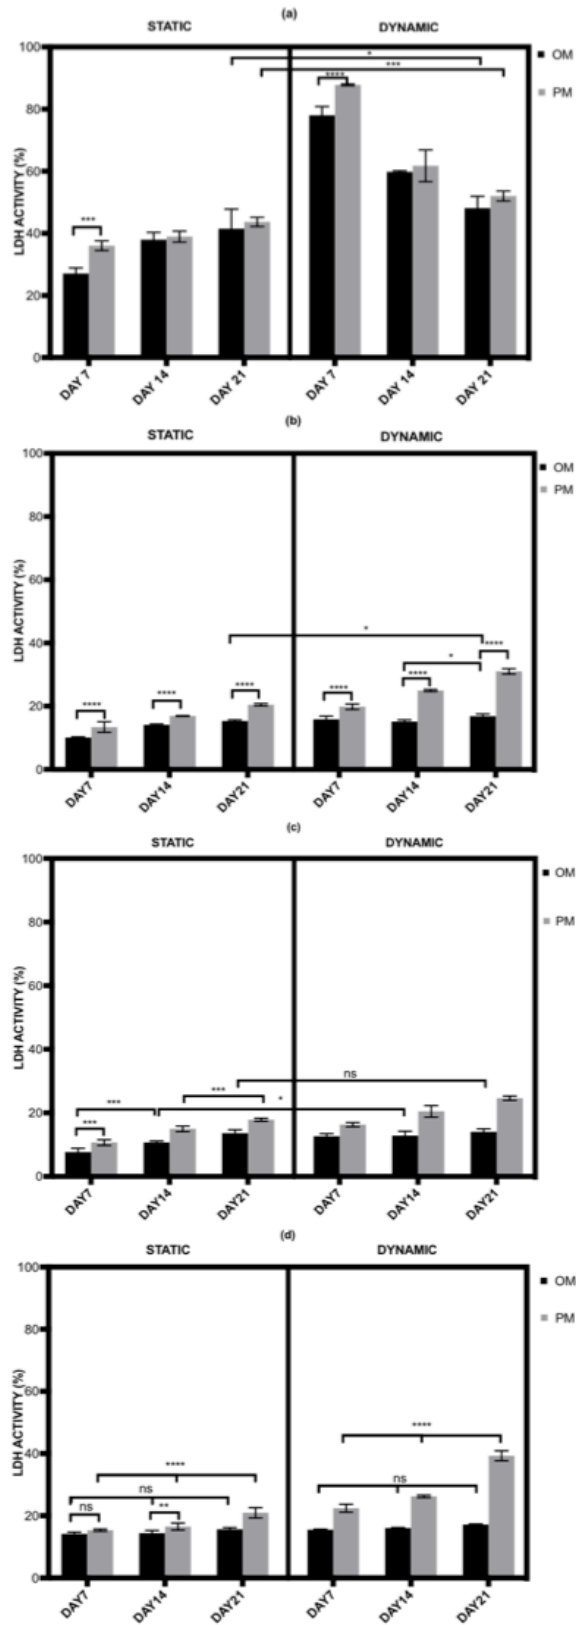 (a)
STATIC DYNAMIC
OM
PM
LDH ACTIVITY (%)
100
80
60
40
20
0
*
***
****
***
DAY 7 DAY 14 DAY 21 DAY 7 DAY 14 DAY 21
(b)
STATIC DYNAMIC
OM
PM
LDH ACTIVITY (%)
100
80
60
40
20
0
*
****
*
****
****
****
****
****
DAY7 DAY14 DAY21 DAY7 DAY14 DAY21
(c)
STATIC DYNAMIC
OM
PM
LDH ACTIVITY (%)
100
80
60
40
20
0
ns
***
*** *
***
DAY7 DAY14 DAY21 DAY7 DAY14 DAY21
(d)
STATIC DYNAMIC
OM
PM
LDH ACTIVITY (%)
100
80
60
40
20
0
****
****
ns
ns
ns **
DAY7 DAY14 DAY21 DAY7 DAY14 DAY21